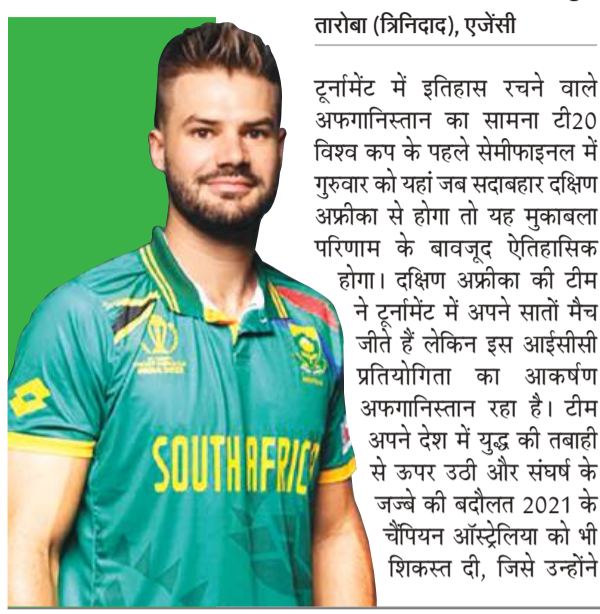 तारोबा (त्रिनिदाद), एजेंसी
टूर्नामेंट में इतिहास रचने वाले
अफगानिस्तान का सामना टी20
विश्व कप के पहले सेमीफाइनल में
गुरुवार को यहां जब सदाबहार दक्षिण
अफ्रीका से होगा तो यह मुकाबला
परिणाम के बावजूद ऐतिहासिक
होगा। दक्षिण अफ्रीका की टीम
ने टूर्नामेंट में अपने सातों मैच
जीते हैं लेकिन इस आईसीसी
प्रतियोगिता का आकर्षण
अफगानिस्तान रहा है। टीम
अपने देश में युद्ध की तबाही
से ऊपर उठी और संघर्ष के
जज्बे की बदौलत 2021 के
चैंपियन ऑस्ट्रेलिया को भी
शिकस्त दी, जिसे उन्होंने
SOUTH AFRIC